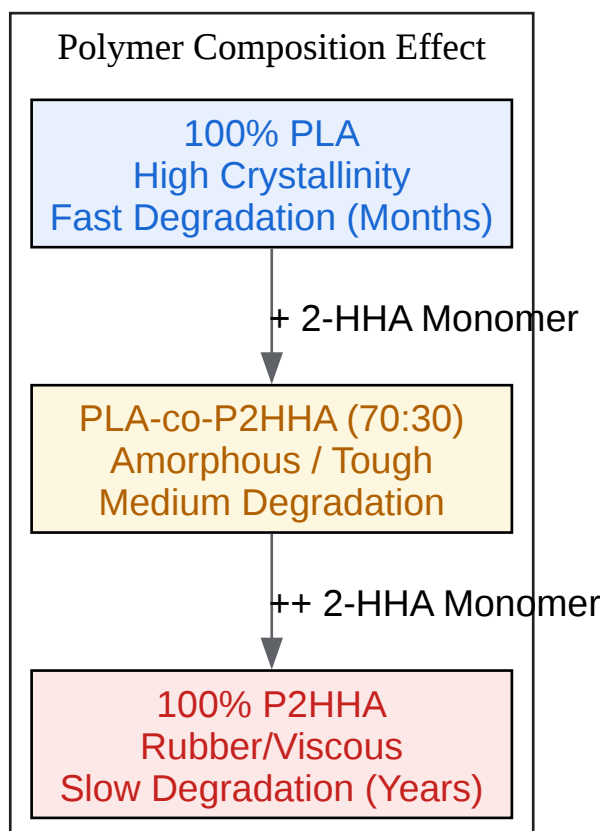 Polymer Composition Effect
100% PLA
High Crystallinity
Fast Degradation (Months)
+ 2-HHA Monomer
PLA-co-P2HHA (70:30)
Amorphous / Tough
Medium Degradation
++ 2-HHA Monomer
100% P2HHA
Rubber/Viscous
Slow Degradation (Years)